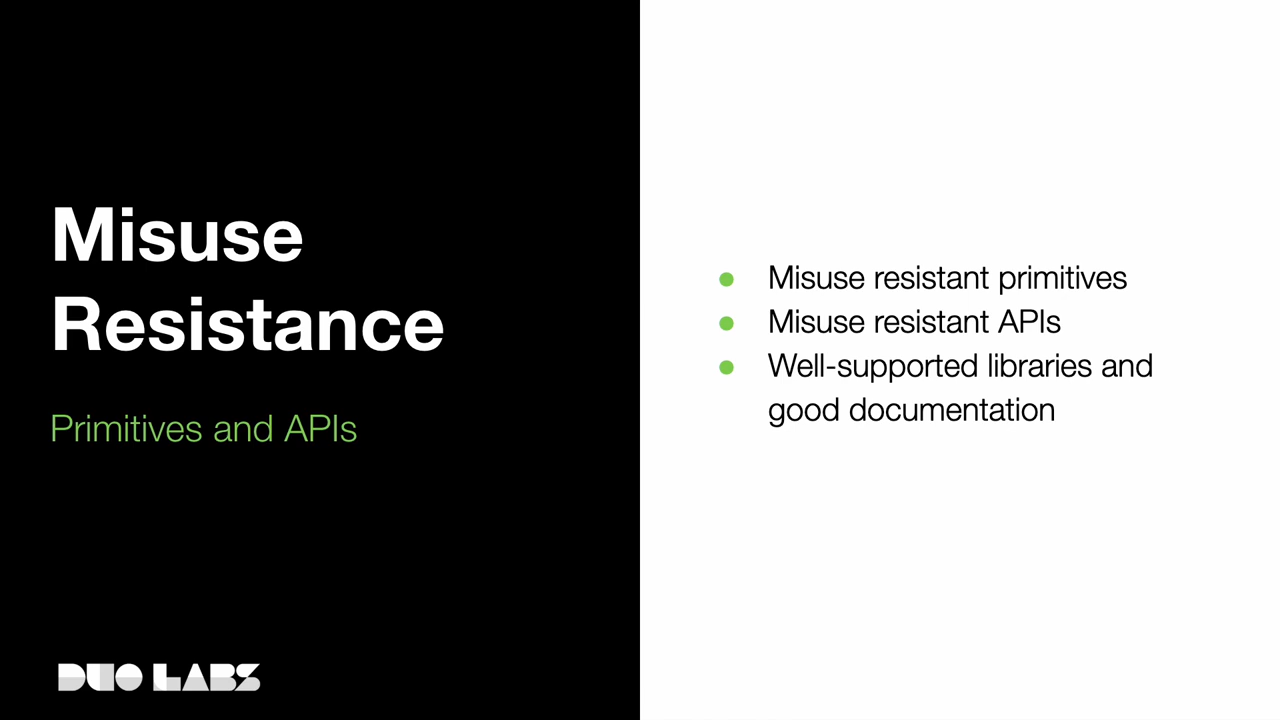 Misuse
Resistance
Primitives and APIs
DUO LABS
● Misuse resistant primitives
● Misuse resistant APIs
● Well-supported libraries and
good documentation